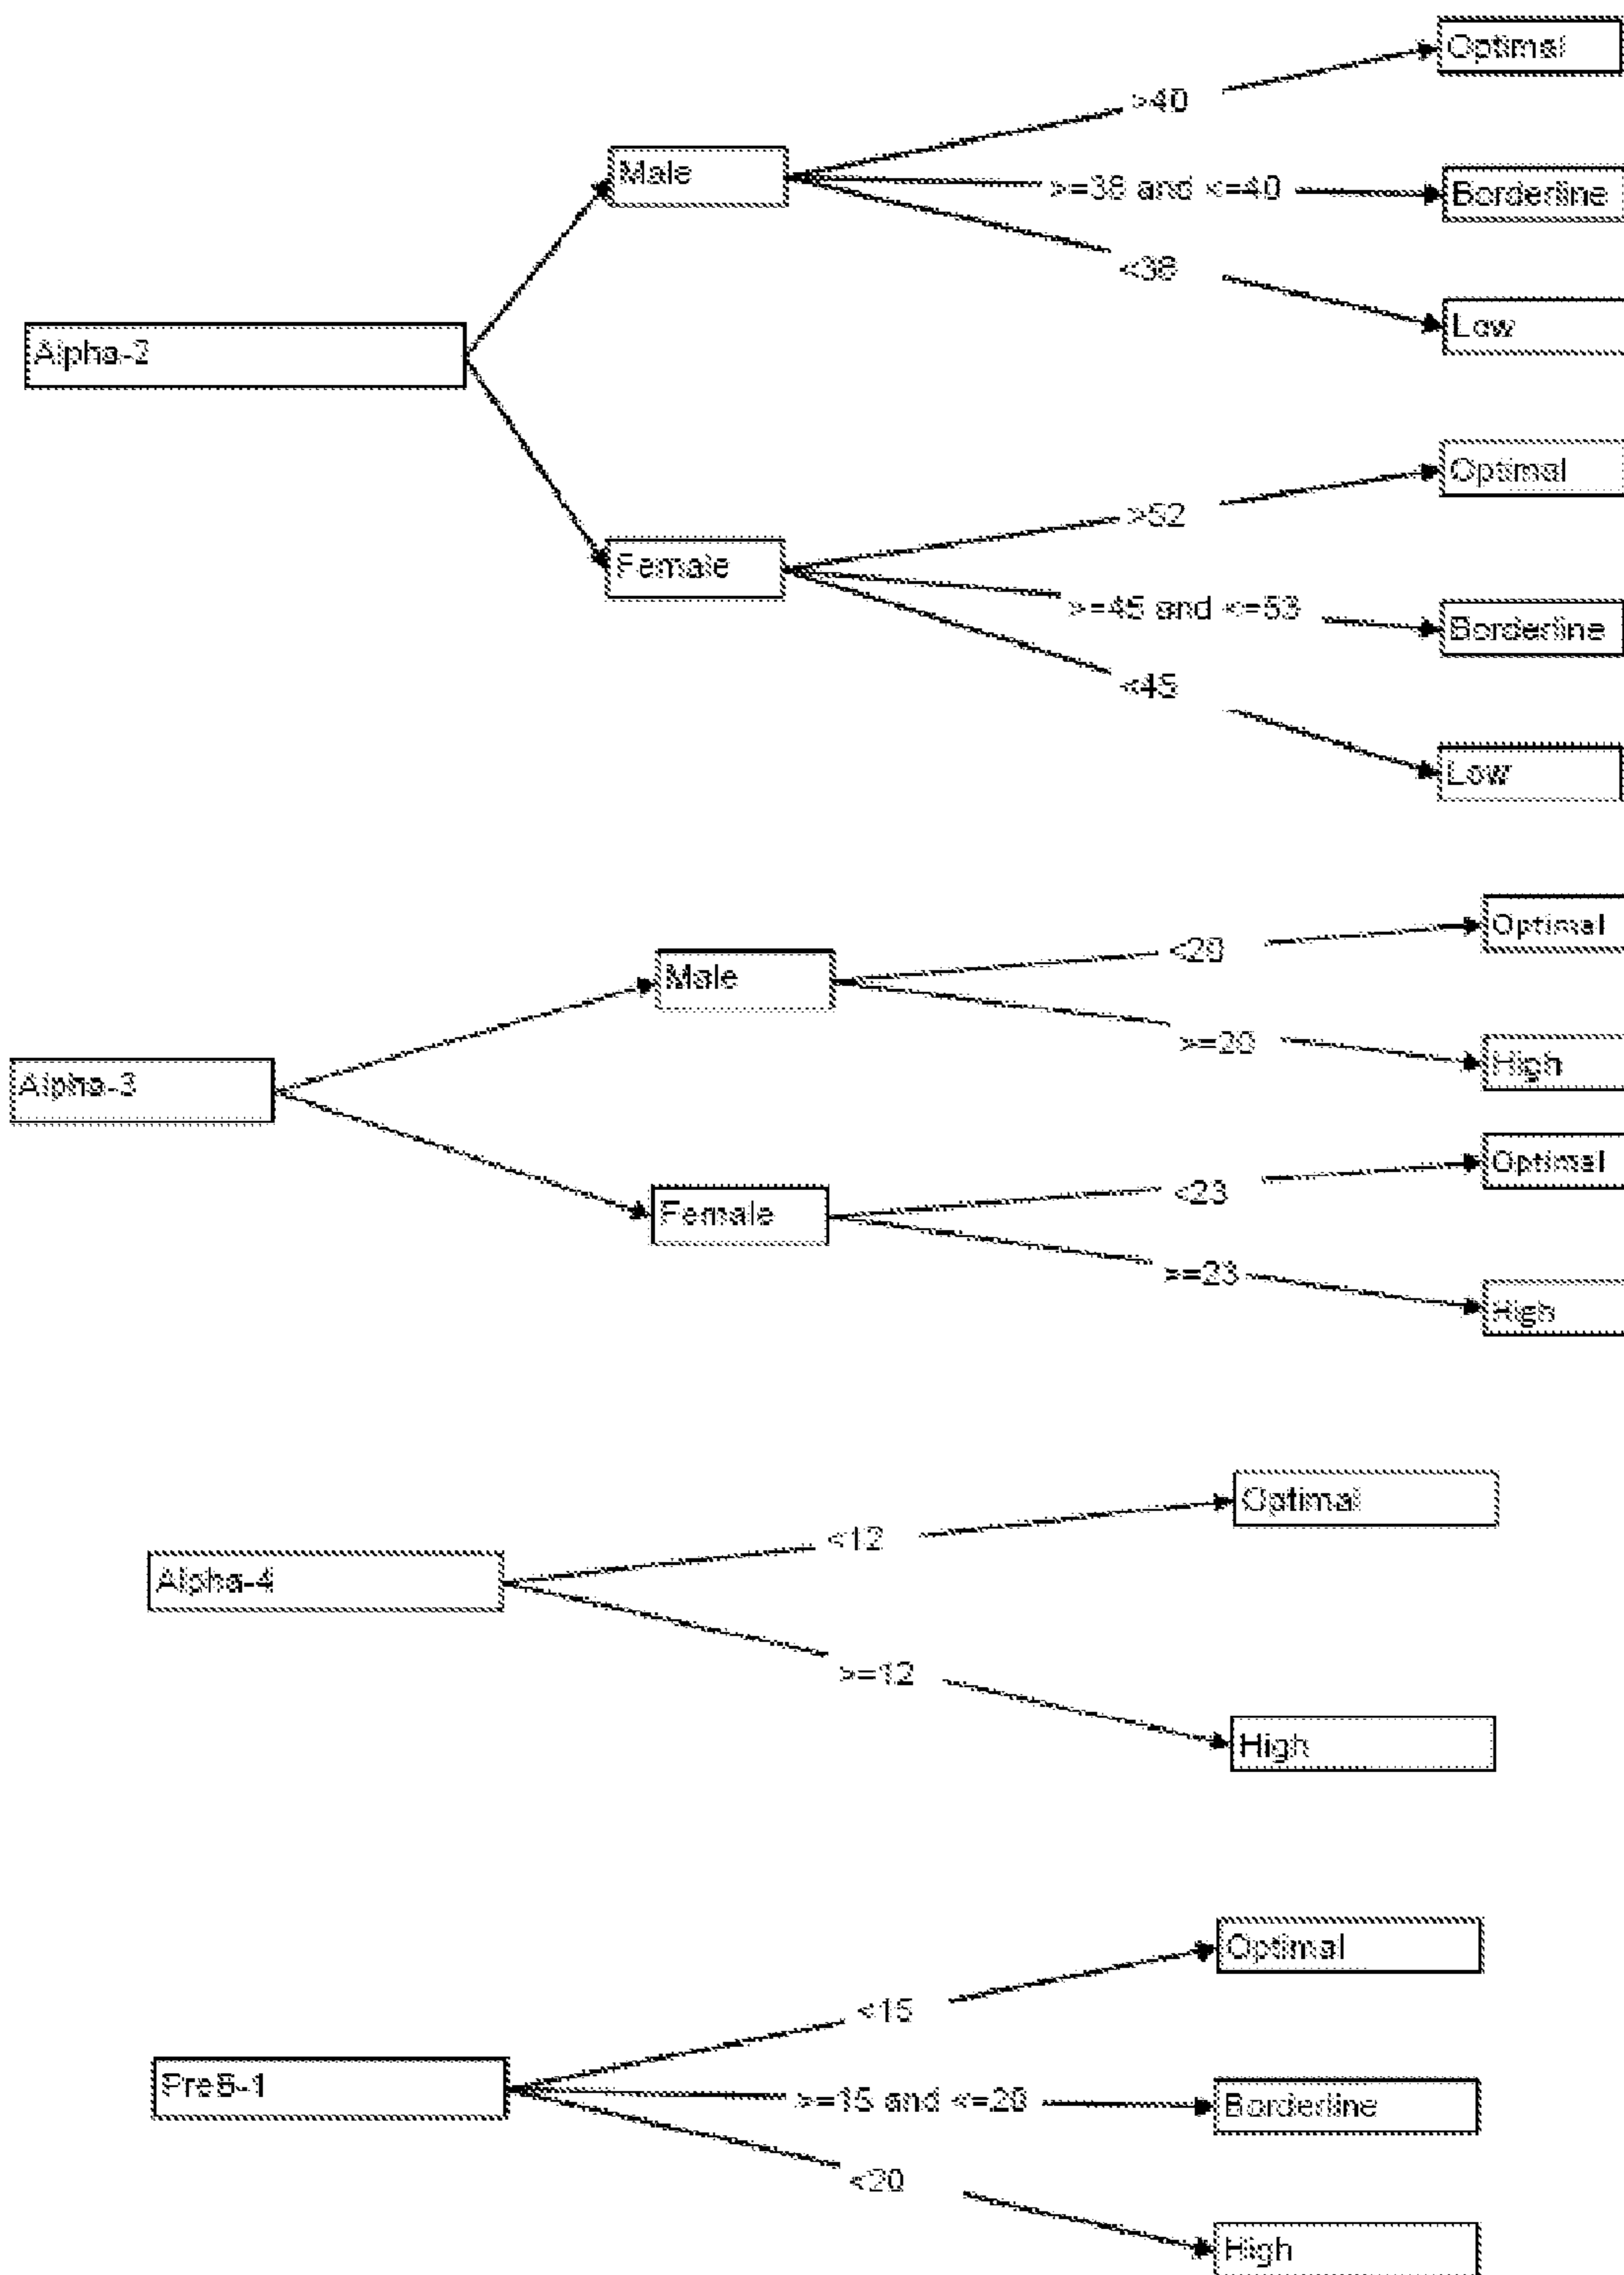 Optimal
>40
Male
>=38 and <=40
Borderline
<38
Low
Alpha-2
Optimal
>52
Female
>=45 and <=53
Borderline
<45
Low
Optimal
<20
Male
>=20
High
Alpha-3
Optimal
<23
Female
>=23
High
Optimal
<12
Alpha-4
>=12
High
Optimal
<15
PreB-1
>=15 and <=20
Borderline
<20
High